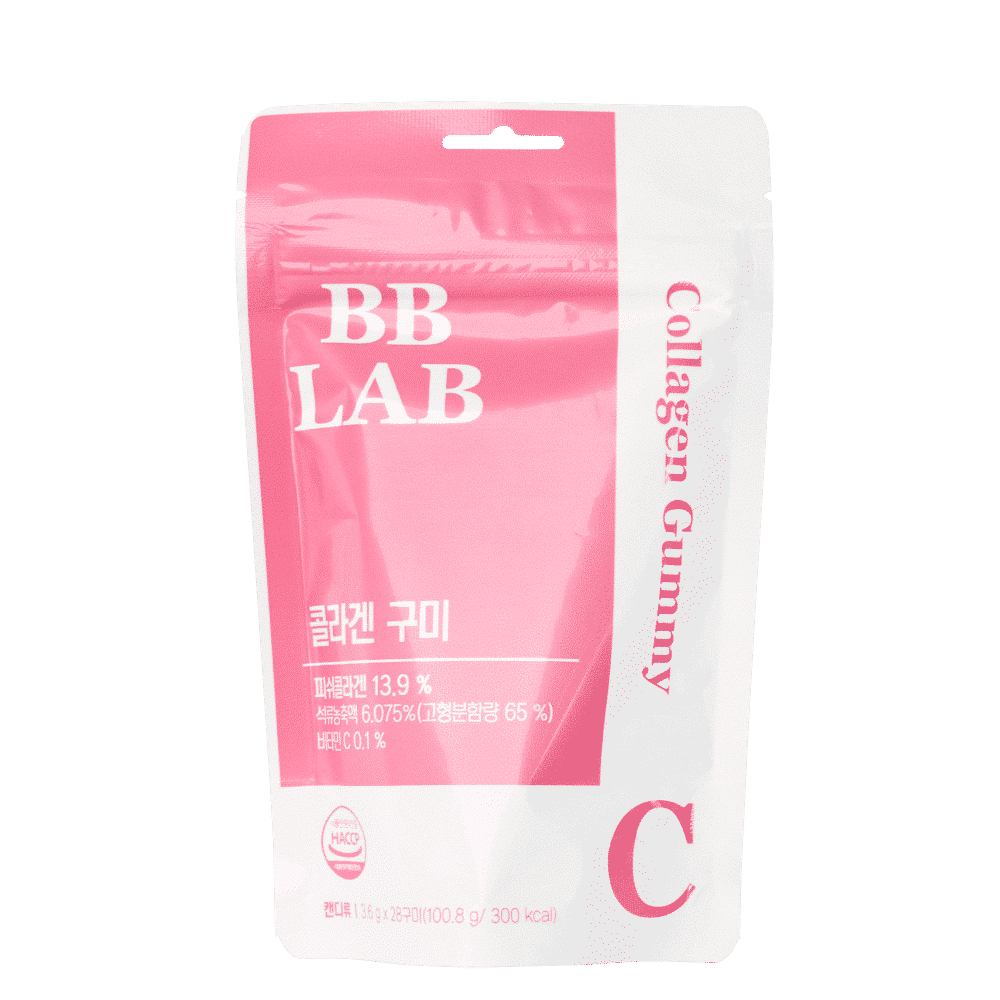 BB
LAB
Collagen Gummy
콜라겐 구미
피쉬콜라겐 13.9 %
석류농축액 6.075%(고형분함량 65 %)
비타민 C 0.1 %
HACCP
캔디류 | 3.6 g x 28구미(100.8 g/ 300 kcal)
C